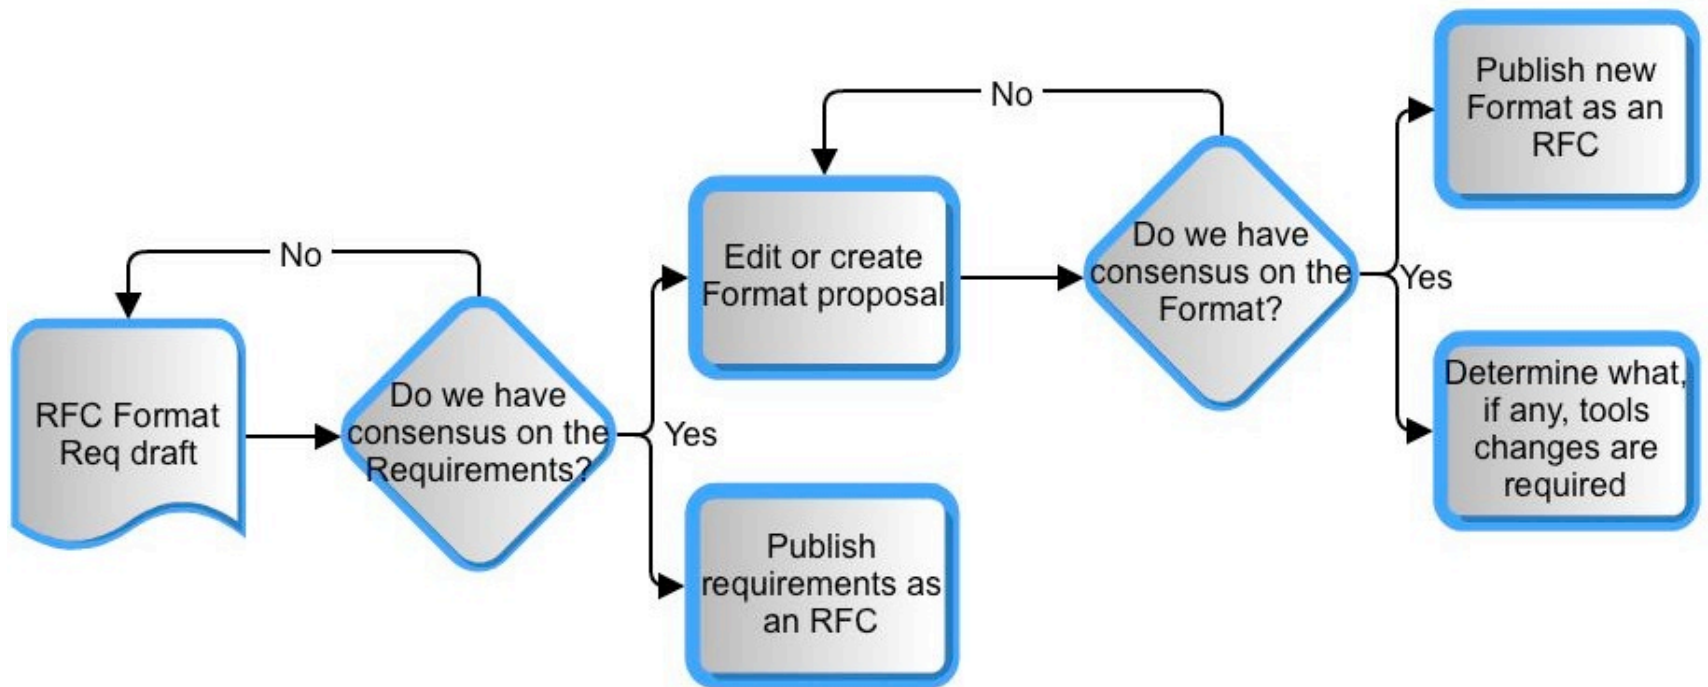 No
RFC Format
Req draft
Do we have
consensus on the
Requirements?
Yes
No
Edit or create
Format proposal
Publish
requirements as
an RFC
Do we have
consensus on the
Format?
Yes
Publish new
Format as an
RFC
Determine what,
if any, tools
changes are
required